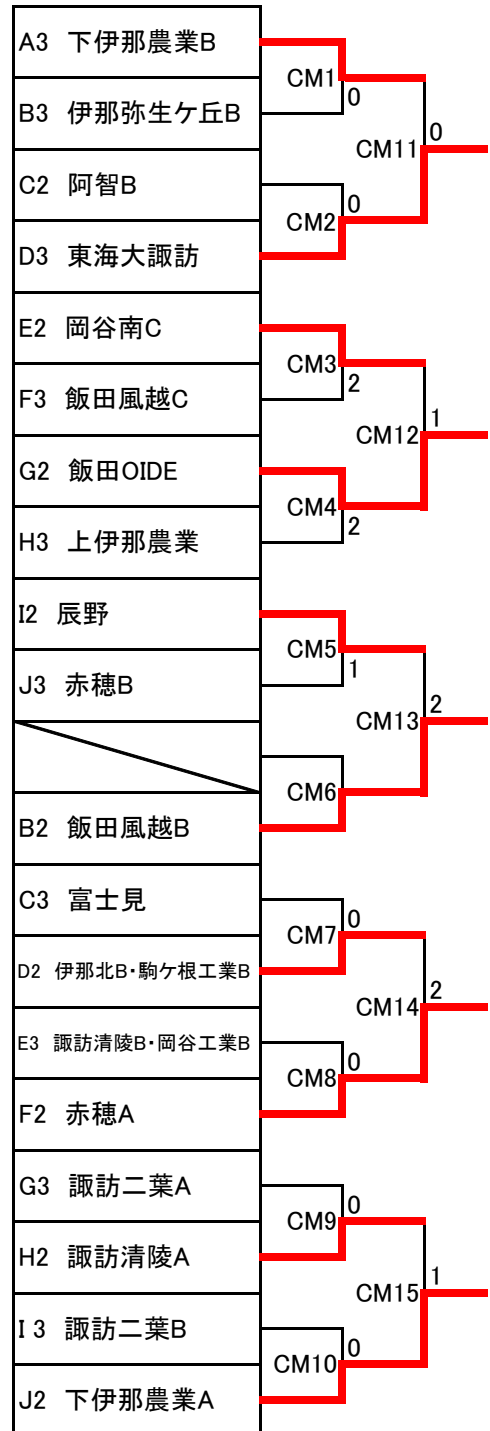 A3 下伊那農業B
CM1
0
B3 伊那弥生ケ丘B
CM11
0
C2 阿智B
CM2
0
D3 東海大諏訪
E2 岡谷南C
CM3
2
F3 飯田風越C
CM12
1
G2 飯田OIDE
CM4
2
H3 上伊那農業
I2 辰野
CM5
1
J3 赤穂B
CM13
2
CM6
B2 飯田風越B
C3 富士見
CM7
0
D2 伊那北B・駒ケ根工業B
CM14
2
E3 諏訪清陵B・岡谷工業B
CM8
0
F2 赤穂A
G3 諏訪二葉A
CM9
0
H2 諏訪清陵A
CM15
1
I 3 諏訪二葉B
CM10
0
J2 下伊那農業A